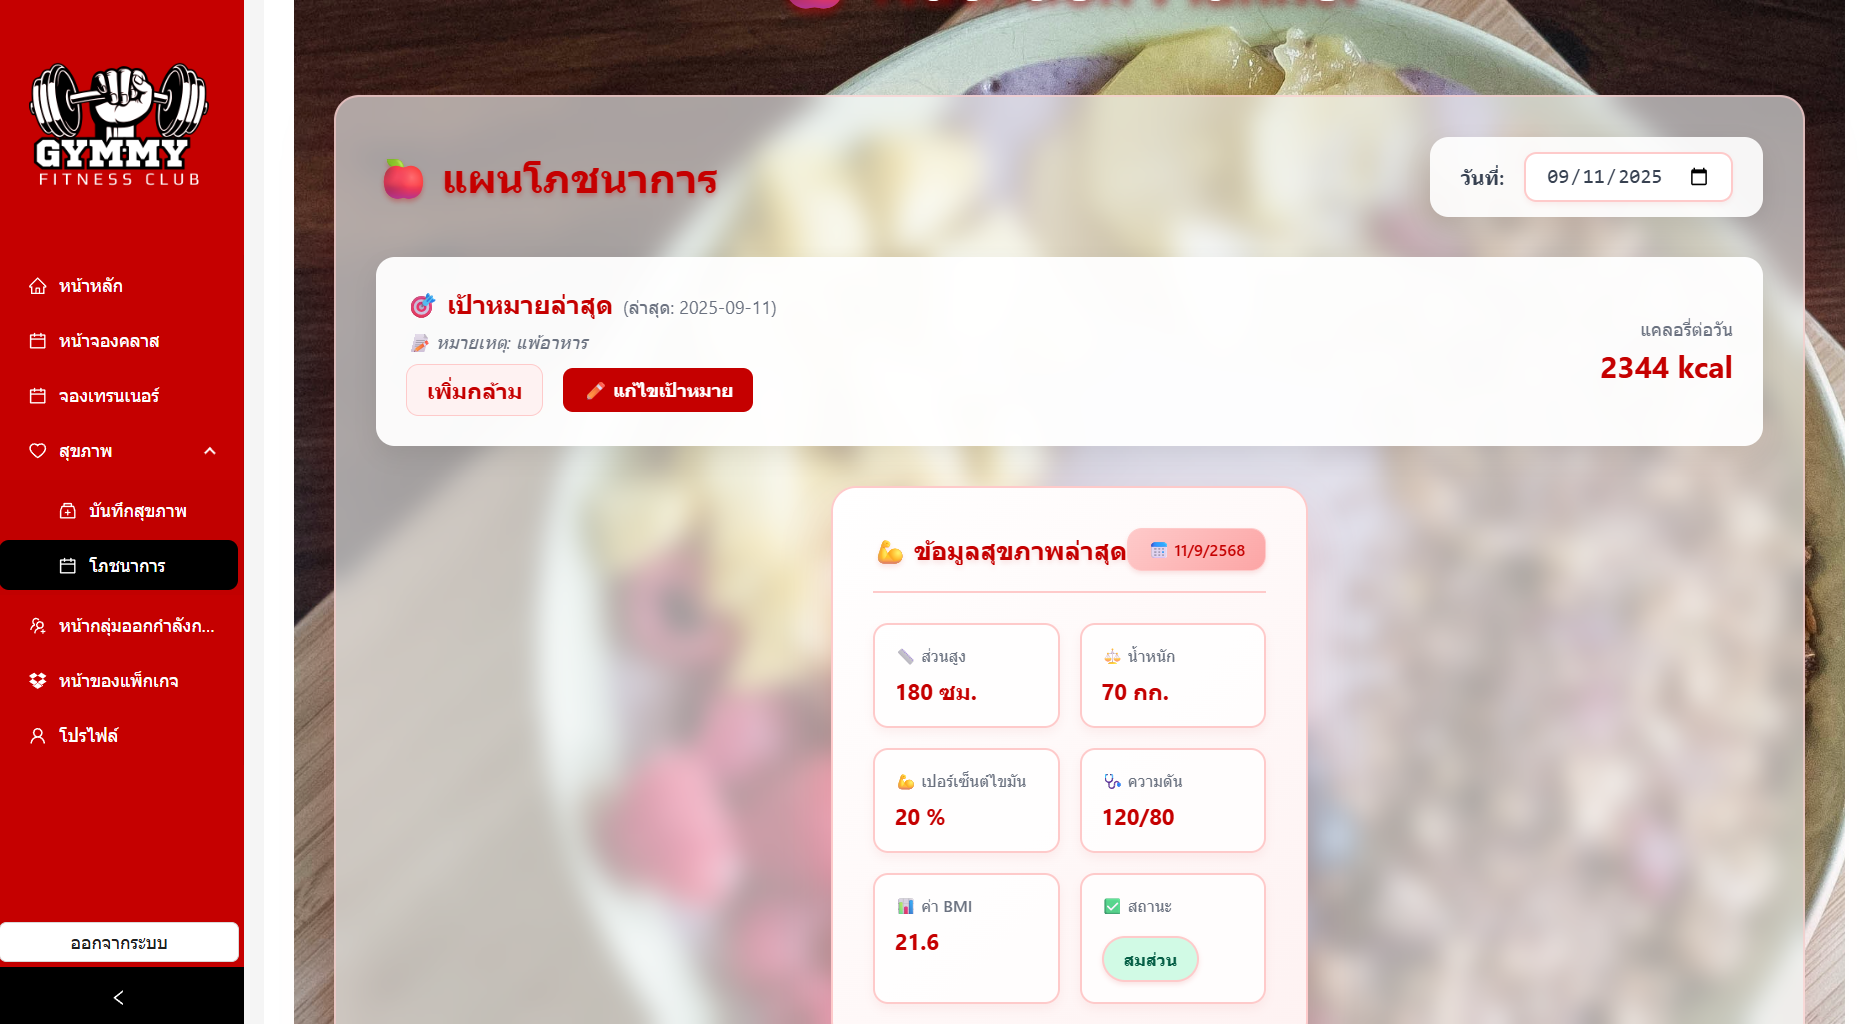 GYMMY
FITNESS CLUB
หน้าหลัก
หน้าจองคลาส
จองเทรนเนอร์
สุขภาพ
บันทึกสุขภาพ
โภชนาการ
หน้ากลุ่มออกกำลังก...
หน้าของแพ็กเกจ
โปรไฟล์
ออกจากระบบ
แผนโภชนาการ
วันที่: 09/11/2025
เป้าหมายล่าสุด (ล่าสุด: 2025-09-11)
หมายเหตุ: แพ้อาหาร
เพิ่มกล้าม แก้ไขเป้าหมาย
แคลอรี่ต่อวัน
2344 kcal
ข้อมูลสุขภาพล่าสุด 11/9/2568
ส่วนสูง
180 ซม.
น้ำหนัก
70 กก.
เปอร์เซ็นต์ไขมัน
20 %
ความดัน
120/80
ค่า BMI
21.6
สถานะ
สมส่วน